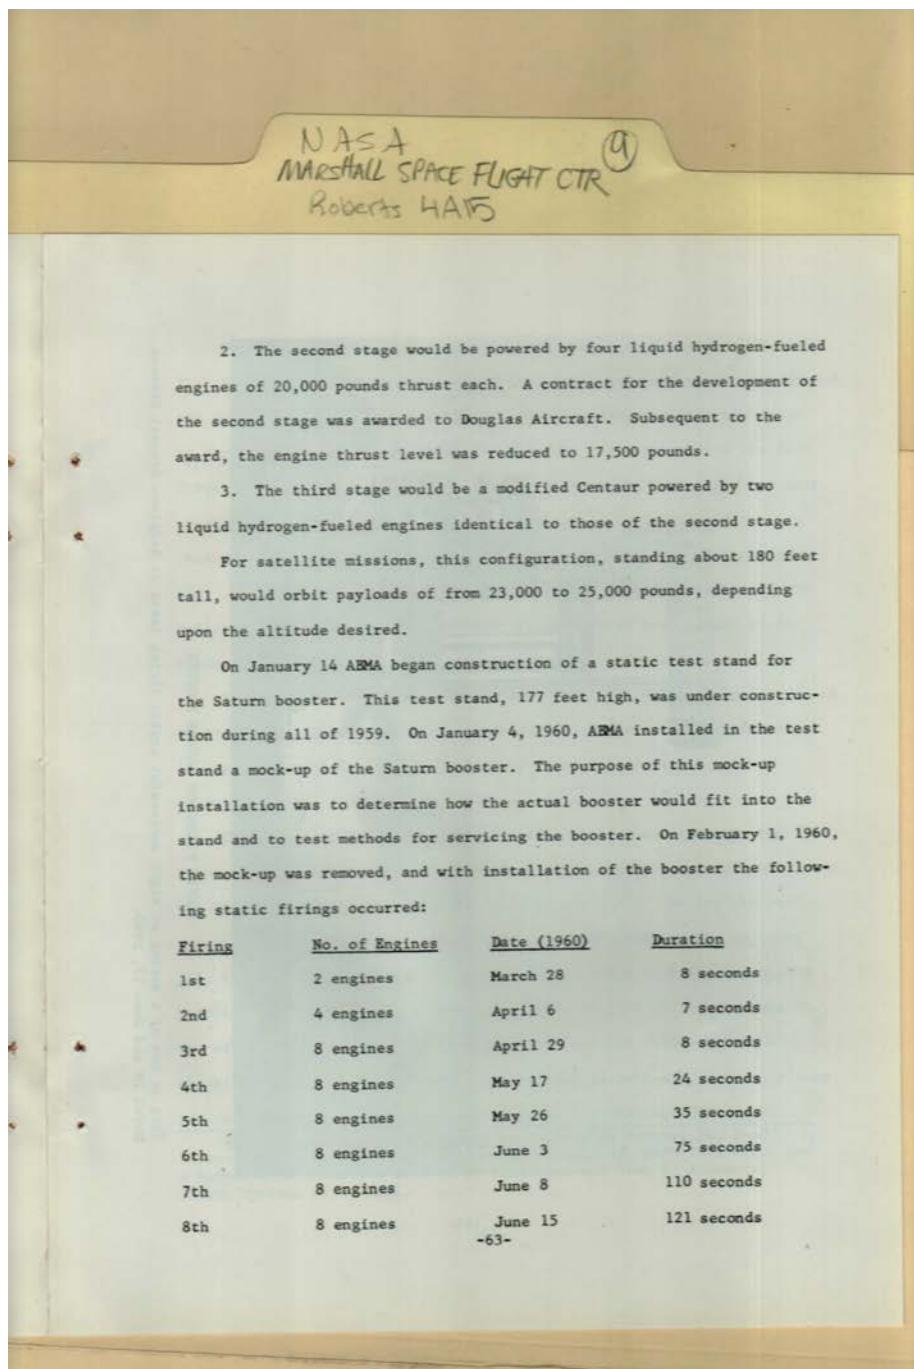 NASA
MARSHALL SPACE FLIGHT CTR
9
Roberts 4A15
2. The second stage would be powered by four liquid hydrogen-fueled
engines of 20,000 pounds thrust each. A contract for the development of
the second stage was awarded to Douglas Aircraft. Subsequent to the
award, the engine thrust level was reduced to 17,500 pounds.
3. The third stage would be a modified Centaur powered by two
liquid hydrogen-fueled engines identical to those of the second stage.
For satellite missions, this configuration, standing about 180 feet
tall, would orbit payloads of from 23,000 to 25,000 pounds, depending
upon the altitude desired.
On January 14 ABMA began construction of a static test stand for
the Saturn booster. This test stand, 177 feet high, was under construc-
tion during all of 1959. On January 4, 1960, ABMA installed in the test
stand a mock-up of the Saturn booster. The purpose of this mock-up
installation was to determine how the actual booster would fit into the
stand and to test methods for servicing the booster. On February 1, 1960,
the mock-up was removed, and with installation of the booster the follow-
ing static firings occurred:
Firing No. of Engines Date (1960) Duration
1st 2 engines March 28 8 seconds
2nd 4 engines April 6 7 seconds
3rd 8 engines April 29 8 seconds
4th 8 engines May 17 24 seconds
5th 8 engines May 26 35 seconds
6th 8 engines June 3 75 seconds
7th 8 engines June 8 110 seconds
8th 8 engines June 15 121 seconds
-63-